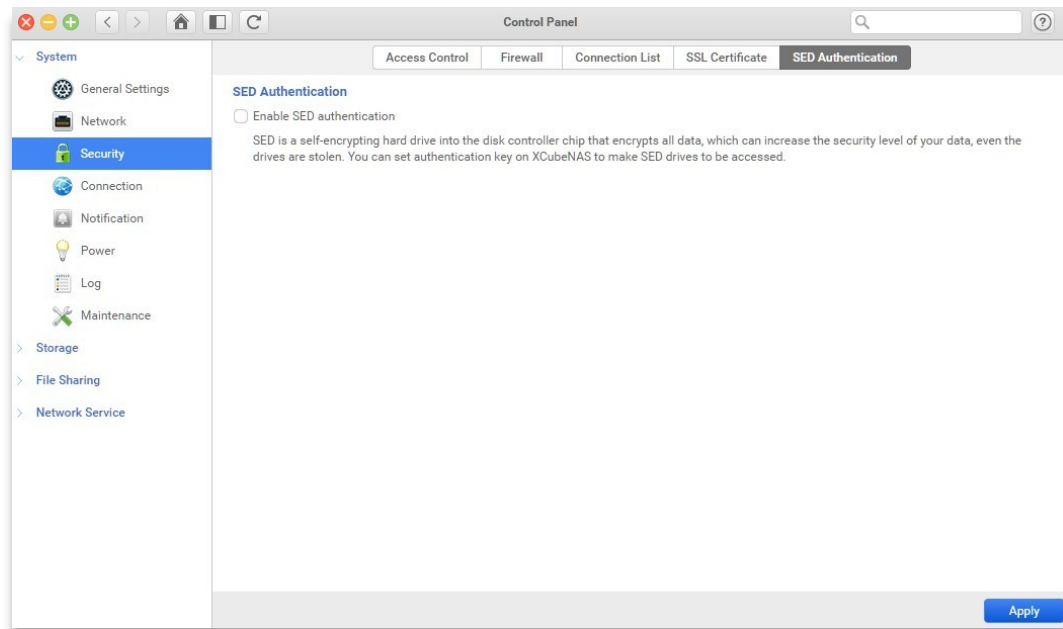 Control Panel
System
General Settings
Network
Security
Connection
Notification
Power
Log
Maintenance
Storage
File Sharing
Network Service
Access Control
Firewall
Connection List
SSL Certificate
SED Authentication
SED Authentication
Enable SED authentication
SED is a self-encrypting hard drive into the disk controller chip that encrypts all data, which can increase the security level of your data, even the
drives are stolen. You can set authentication key on XCubeNAS to make SED drives to be accessed.
Apply